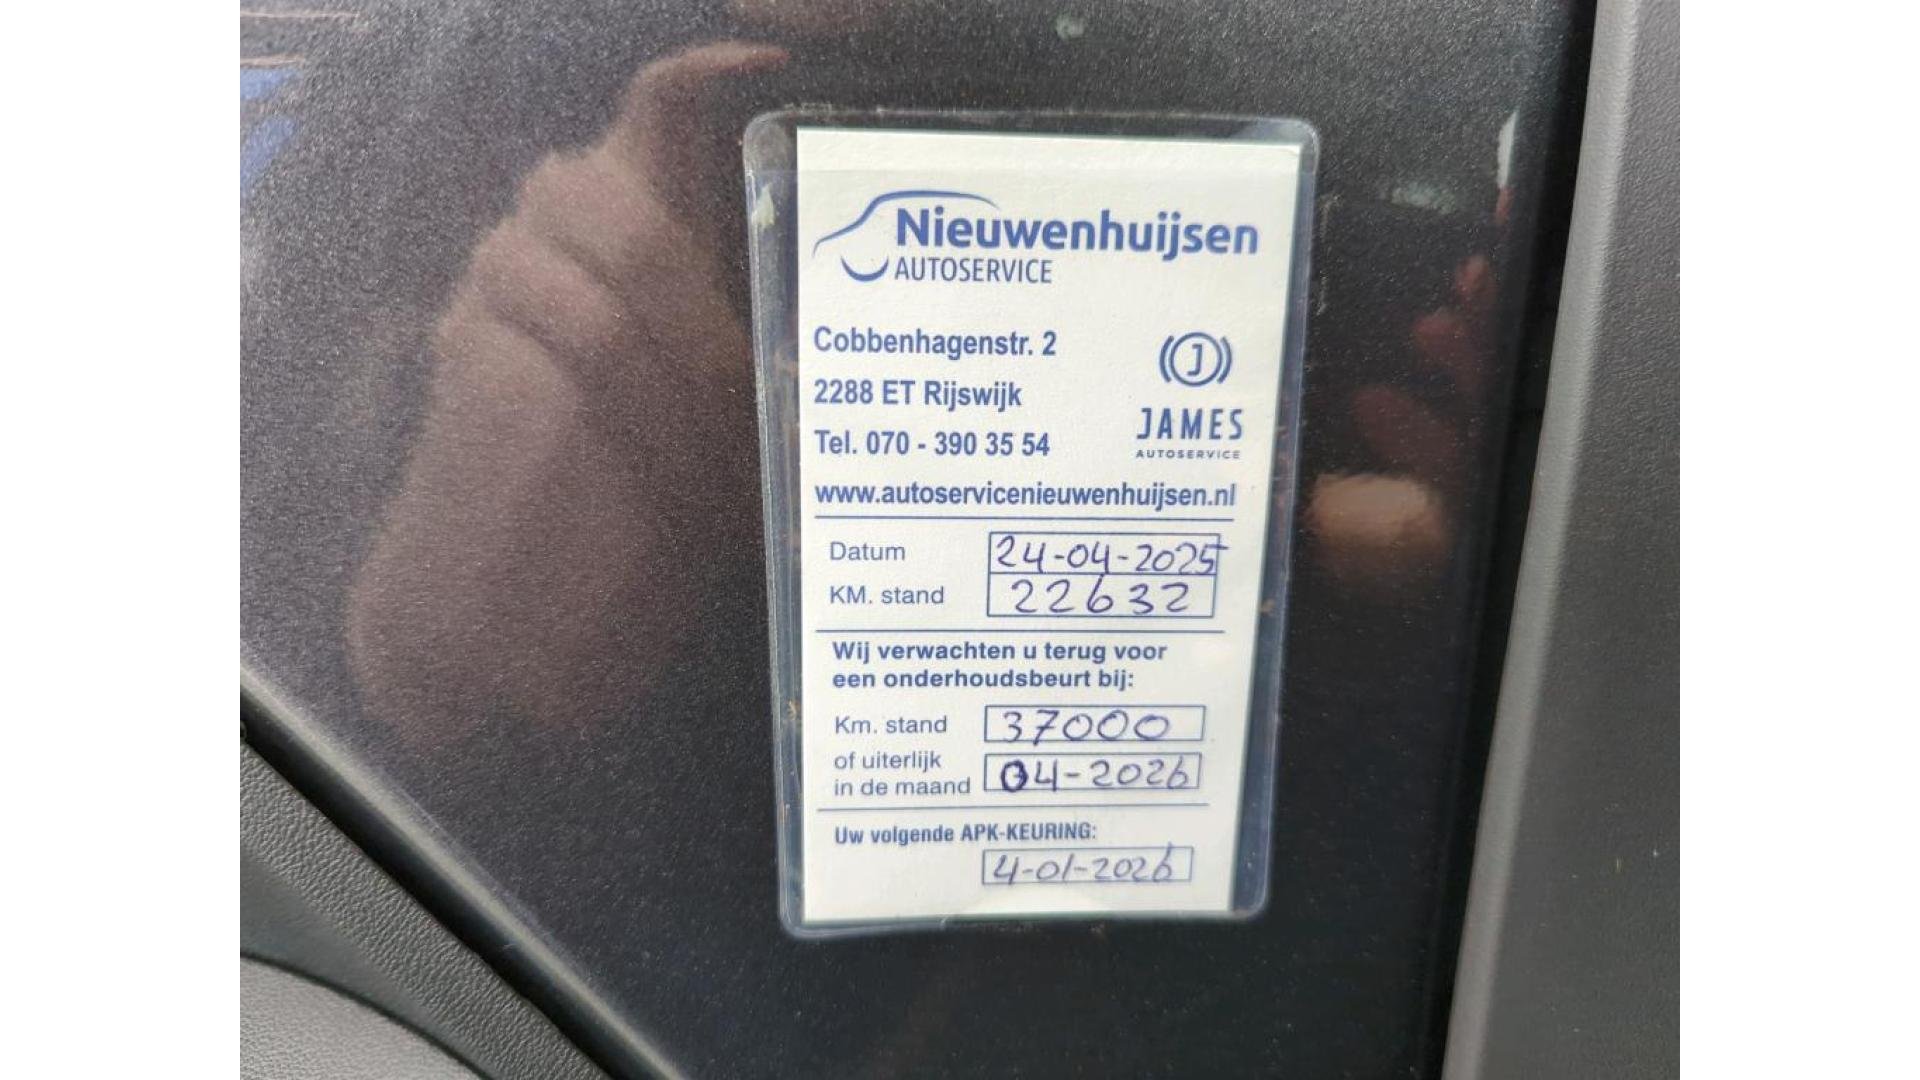 Nieuwenhuijsen
AUTOSERVICE
Cobbenhagenstr. 2
2288 ET Rijswijk
Tel. 070 - 390 35 54
J
JAMES
AUTOSERVICE
www.autoservicenieuwenhuijsen.nl
Datum 24-04-2025
KM. stand 22632
Wij verwachten u terug voor
een onderhoudsbeurt bij:
Km. stand 37000
of uiterlijk
in de maand 04-2026
Uw volgende APK-KEURING:
4-01-2026